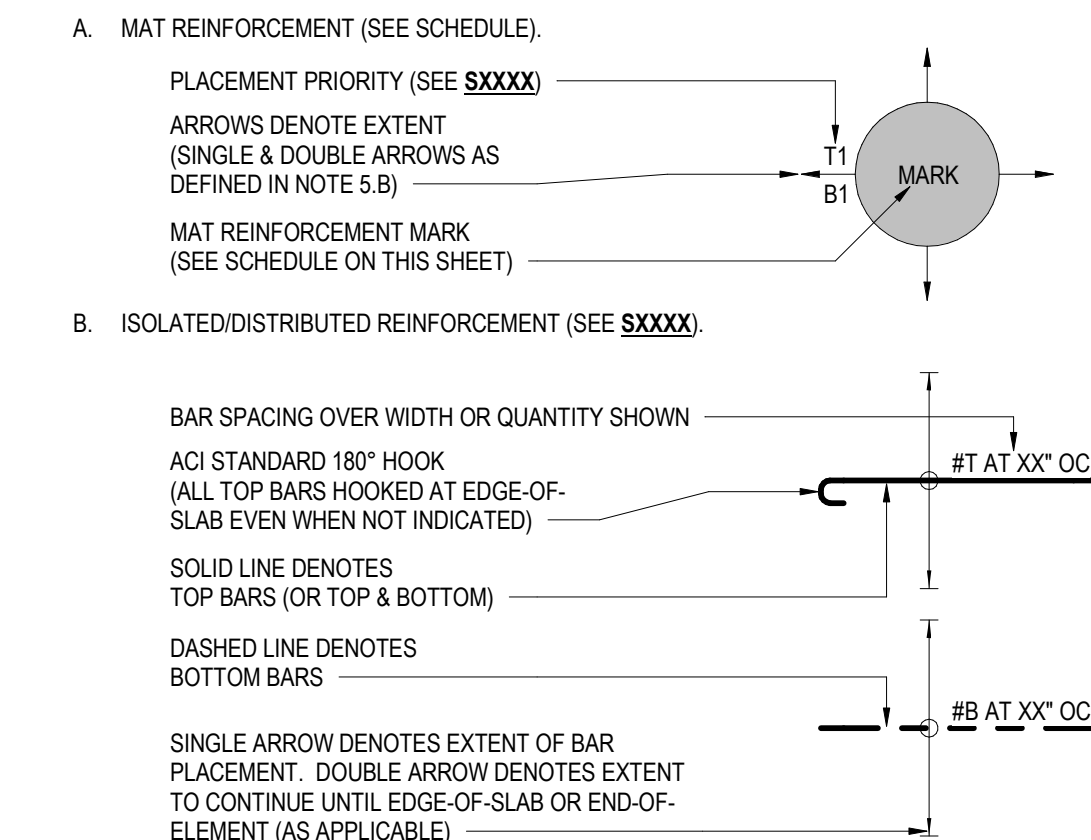 A. MAT REINFORCEMENT (SEE SCHEDULE).
PLACEMENT PRIORITY (SEE SXXXX)
ARROWS DENOTE EXTENT
(SINGLE & DOUBLE ARROWS AS
DEFINED IN NOTE 5.B)
T1
B1
MARK
MAT REINFORCEMENT MARK
(SEE SCHEDULE ON THIS SHEET)
B. ISOLATED/DISTRIBUTED REINFORCEMENT (SEE SXXXX).
BAR SPACING OVER WIDTH OR QUANTITY SHOWN
#T AT XX" OC
ACI STANDARD 180° HOOK
(ALL TOP BARS HOOKED AT EDGE-OF-
SLAB EVEN WHEN NOT INDICATED)
SOLID LINE DENOTES
TOP BARS (OR TOP & BOTTOM)
DASHED LINE DENOTES
BOTTOM BARS
#B AT XX" OC
SINGLE ARROW DENOTES EXTENT OF BAR
PLACEMENT. DOUBLE ARROW DENOTES EXTENT
TO CONTINUE UNTIL EDGE-OF-SLAB OR END-OF-
ELEMENT (AS APPLICABLE)